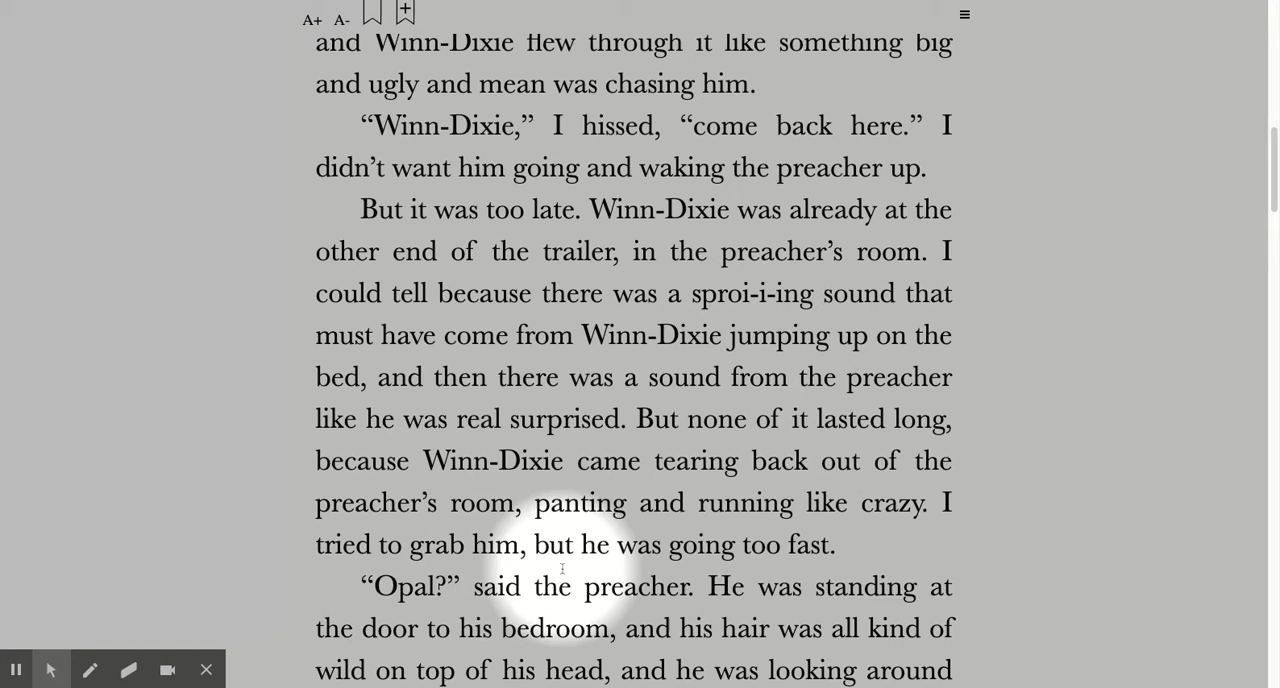 A+ A-
and Winn-Dixie flew through it like something big
and ugly and mean was chasing him.
“Winn-Dixie,” I hissed, “come back here.” I
didn’t want him going and waking the preacher up.
But it was too late. Winn-Dixie was already at the
other end of the trailer, in the preacher’s room. I
could tell because there was a sproi-i-ing sound that
must have come from Winn-Dixie jumping up on the
bed, and then there was a sound from the preacher
like he was real surprised. But none of it lasted long,
because Winn-Dixie came tearing back out of the
preacher’s room, panting and running like crazy. I
tried to grab him, but he was going too fast.
“Opal?” said the preacher. He was standing at
the door to his bedroom, and his hair was all kind of
wild on top of his head, and he was looking around